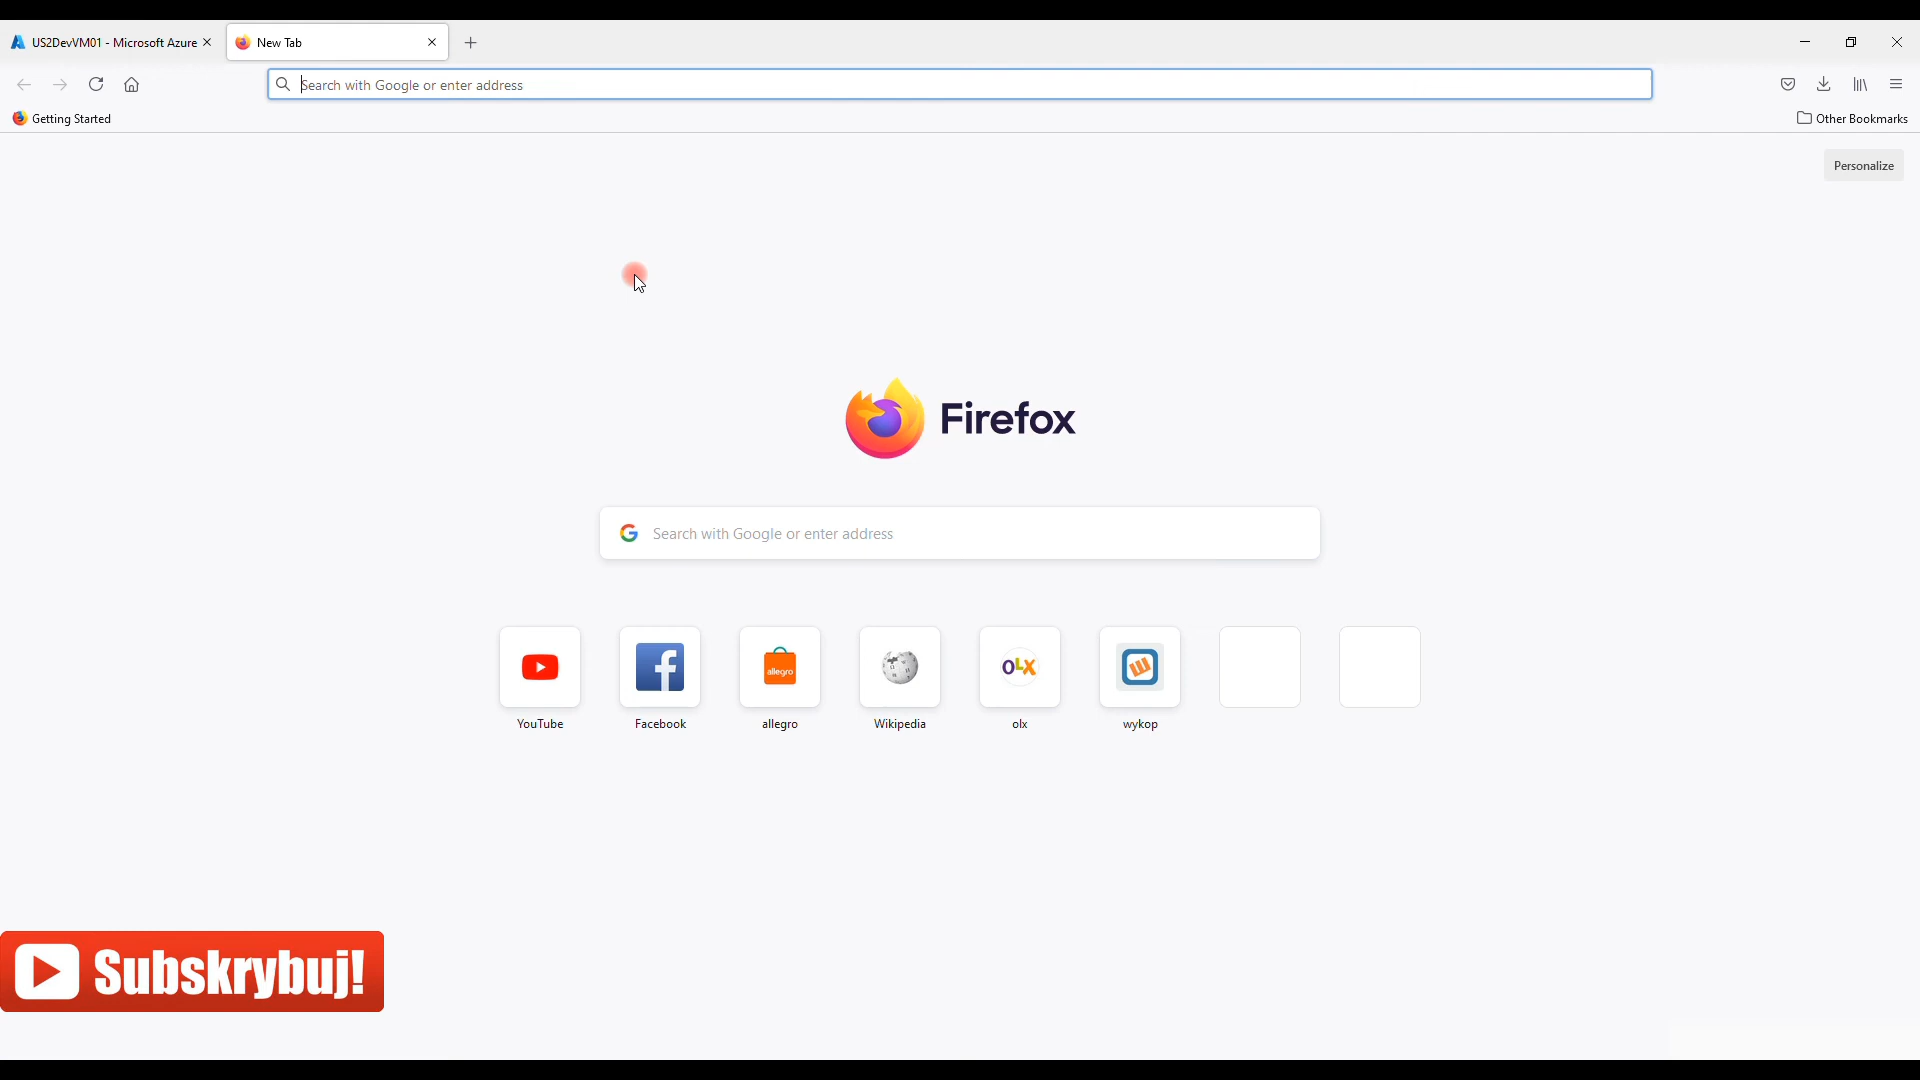 US2DevVM01 - Microsoft Azure
New Tab
Search with Google or enter address
Getting Started
Other Bookmarks
Personalize
Firefox
Search with Google or enter address
allegro
OLX
YouTube
Facebook
allegro
Wikipedia
olx
wykop
Subskrybuj!